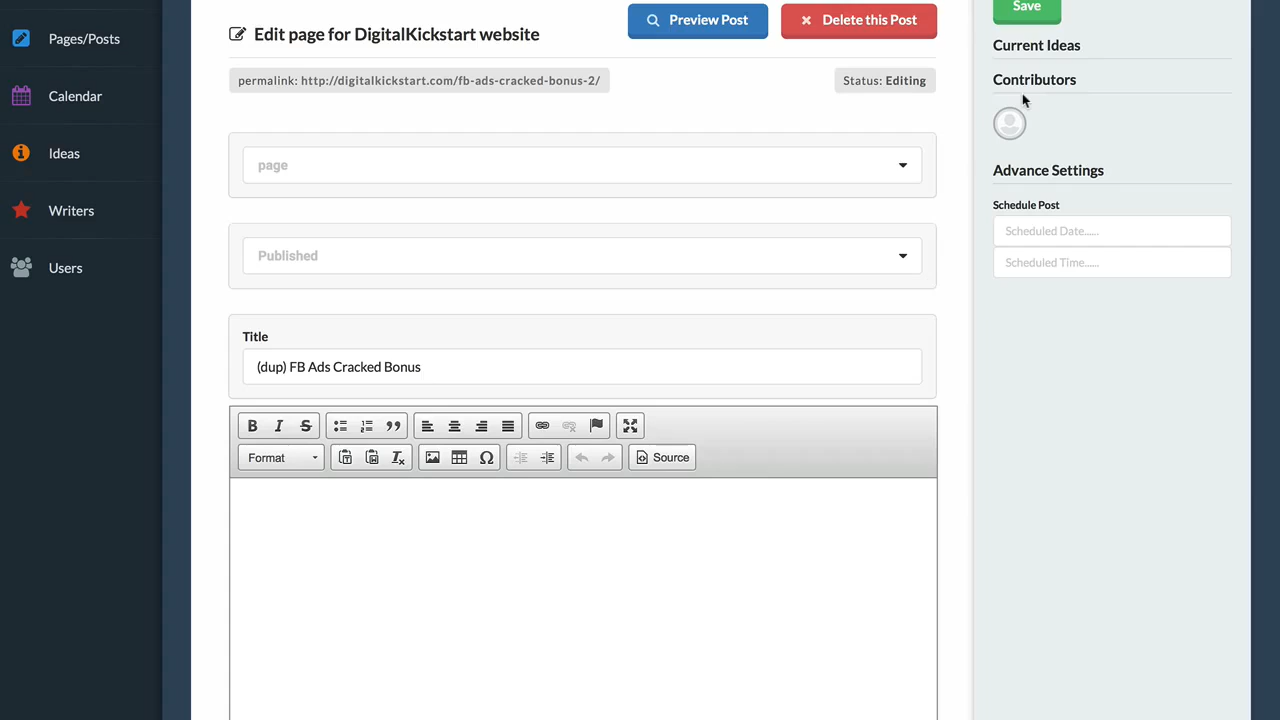 Pages/Posts
Calendar
Ideas
Writers
Users
Edit page for DigitalKickstart website
Preview Post
Delete this Post
permalink: http://digitalkickstart.com/fb-ads-cracked-bonus-2/
Status: Editing
page
Published
Title
(dup) FB Ads Cracked Bonus
B I S
Format
Source
Save
Current Ideas
Contributors
Advance Settings
Schedule Post
Scheduled Date.....
Scheduled Time.....